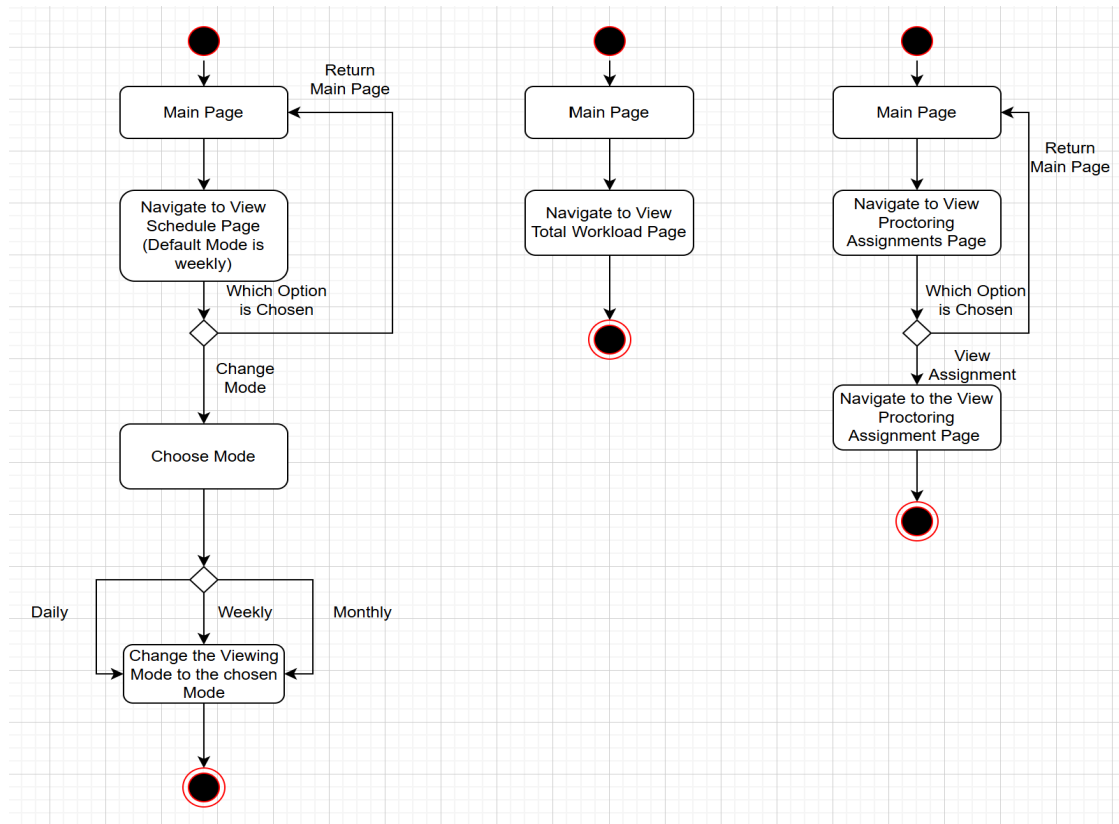 Return
Main Page
Main Page
Navigate to View
Schedule Page
(Default Mode is
weekly)
Which Option
is Chosen
Change
Mode
Choose Mode
Daily
Weekly
Monthly
Change the Viewing
Mode to the chosen
Mode
Main Page
Navigate to View
Total Workload Page
Main Page
Return
Main Page
Navigate to View
Proctoring
Assignments Page
Which Option
is Chosen
View
Assignment
Navigate to the View
Proctoring
Assignment Page